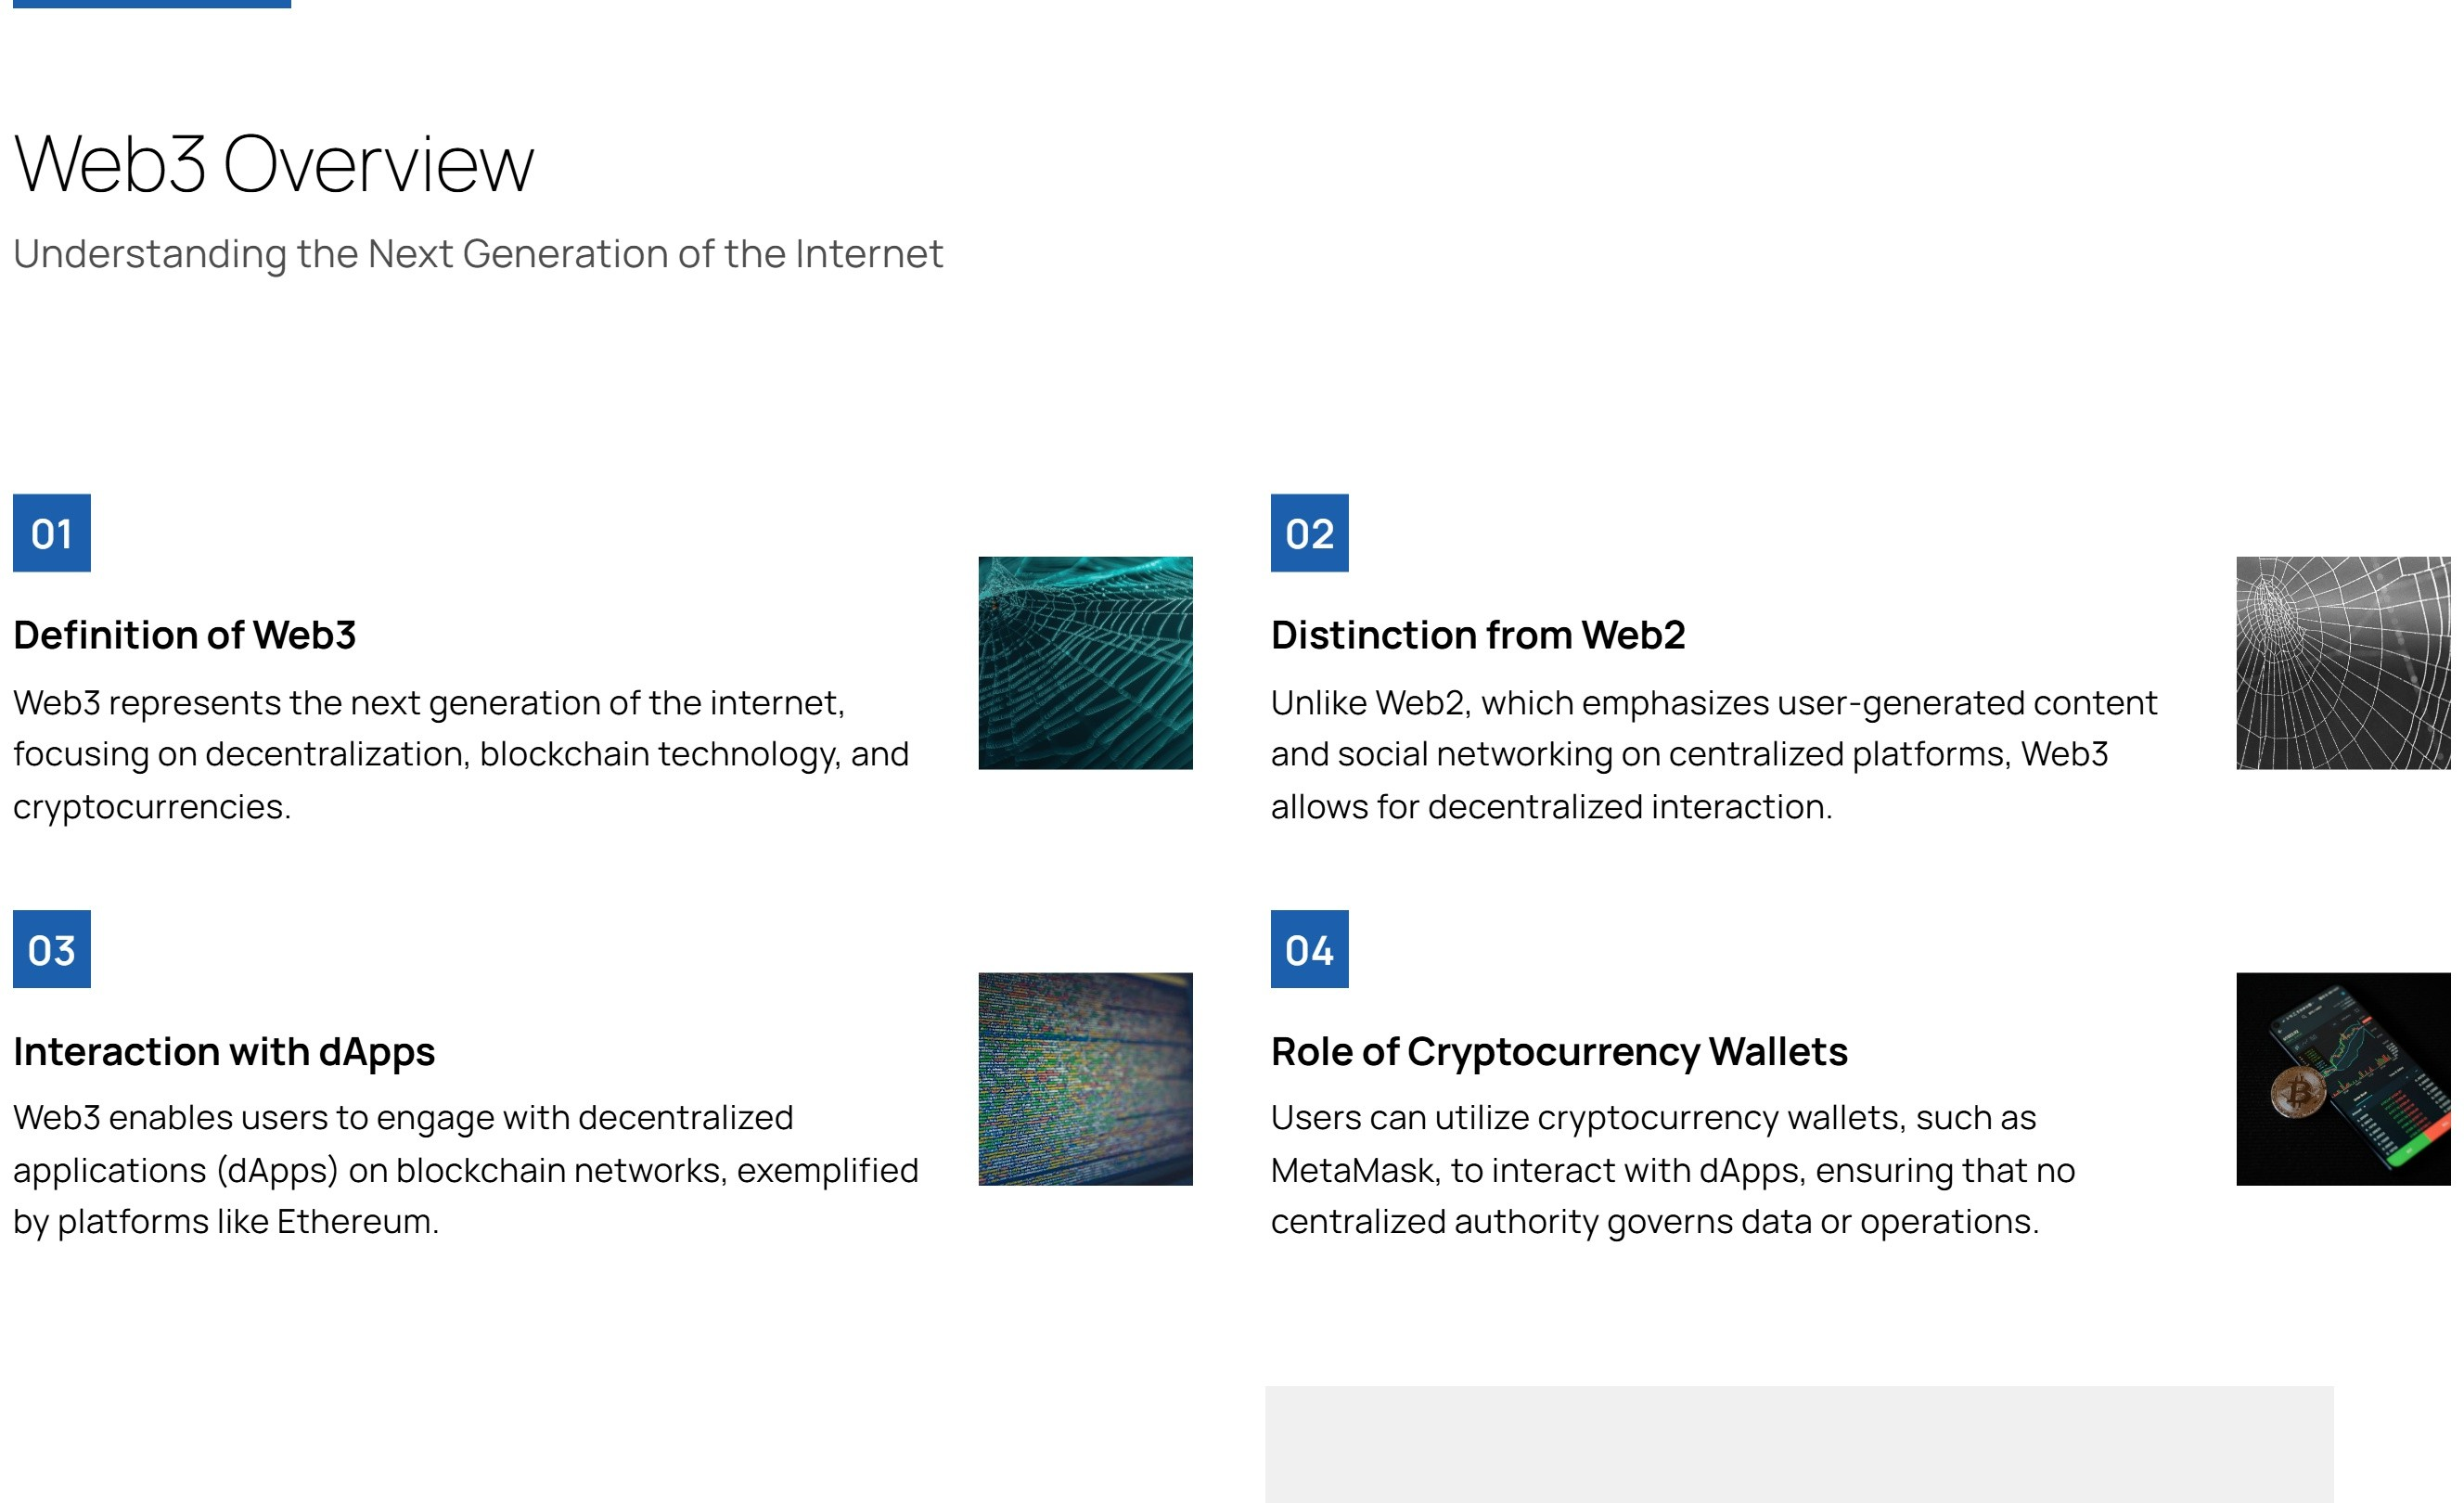 Web3 Overview
Understanding the Next Generation of the Internet
01
Definition of Web3
Web3 represents the next generation of the internet,
focusing on decentralization, blockchain technology, and
cryptocurrencies.
02
Distinction from Web2
Unlike Web2, which emphasizes user-generated content
and social networking on centralized platforms, Web3
allows for decentralized interaction.
03
Interaction with dApps
Web3 enables users to engage with decentralized
applications (dApps) on blockchain networks, exemplified
by platforms like Ethereum.
04
Role of Cryptocurrency Wallets
Users can utilize cryptocurrency wallets, such as
MetaMask, to interact with dApps, ensuring that no
centralized authority governs data or operations.